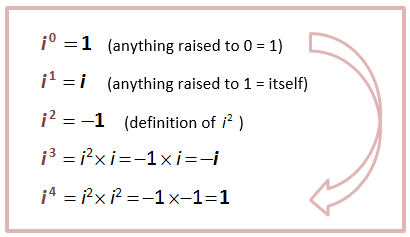 i⁰ = 1 (anything raised to 0 = 1)
i¹ = i (anything raised to 1 = itself)
i² = −1 (definition of i² )
i³ = i² × i = −1 × i = −i
i⁴ = i² × i² = −1 × −1 = 1